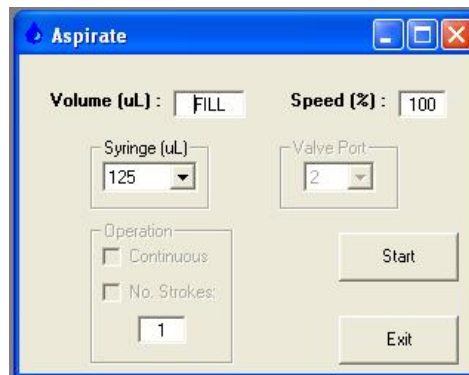 Aspirate
Volume (uL) : FILL Speed (%) : 100
Syringe (uL) Valve Port
125 2
Operation
Continuous
No. Strokes:
1
Start
Exit